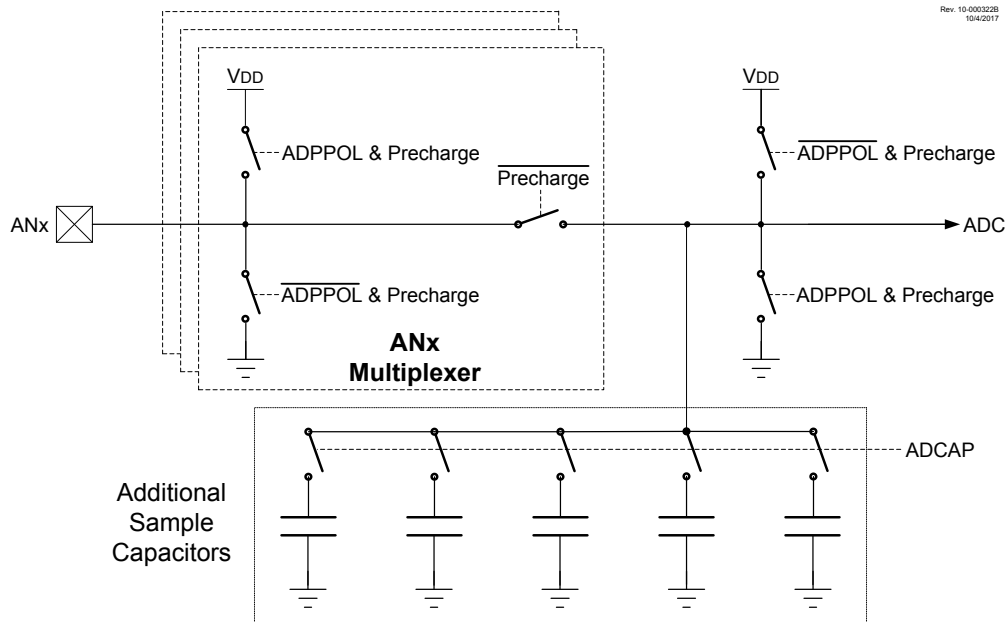 Rev. 10-000322B
10/4/2017
VDD
VDD
ADPPOL & Precharge
ADPPOL & Precharge
Precharge
ANx
ADC
ADPPOL & Precharge
ADPPOL & Precharge
ANx
Multiplexer
ADCAP
Additional
Sample
Capacitors